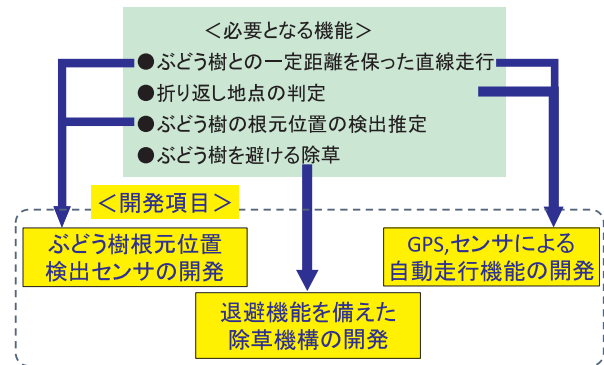 ＜必要となる機能＞
●ぶどう樹との一定距離を保った直線走行
●折り返し地点の判定
●ぶどう樹の根元位置の検出推定
●ぶどう樹を避ける除草
＜開発項目＞
ぶどう樹根元位置
検出センサの開発
GPS,センサによる
自動走行機能の開発
退避機能を備えた
除草機構の開発